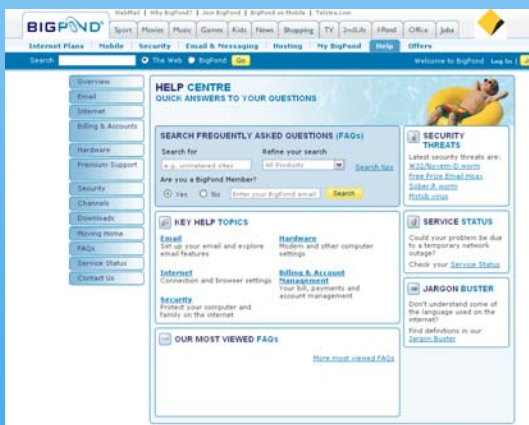 WebMail | Why BigPond? | Join BigPond | BigPond on Mobile | Telstra.com
BIGPOND Sport Movies Music Games Kids News Shopping TV 2ndLife I-Pond Office Jobs
Internet Plans Mobile Security Email & Messaging Hosting My BigPond Help Offers
Search The Web BigPond Go Welcome to BigPond Log In |
Overview
Email
Internet
Billing & Accounts
Hardware
Premium Support
Security
Channels
Downloads
Moving Home
FAQs
Service Status
Contact Us
HELP CENTRE
QUICK ANSWERS TO YOUR QUESTIONS
SEARCH FREQUENTLY ASKED QUESTIONS (FAQs)
Search for Refine your search
e.g. unmetered sites All Products Search tips
Are you a BigPond Member?
Yes No Enter your BigPond email Search
KEY HELP TOPICS
Email
Set up your email and explore
email features
Internet
Connection and browser settings
Security
Protect your computer and
family on the internet
Hardware
Modem and other computer
settings
Billing & Account
Management
Your bill, payments and
account management
OUR MOST VIEWED FAQs
More most viewed FAQs
SECURITY
THREATS
Latest security threats are:
W32/Nyxem-D worm
Free Prize Email Hoax
Sober.R worm
Mytob virus
SERVICE STATUS
Could your problem be due
to a temporary network
outage?
Check your Service Status
JARGON BUSTER
Don't understand some of
the language used on the
internet?
Find definitions in our
Jargon Buster